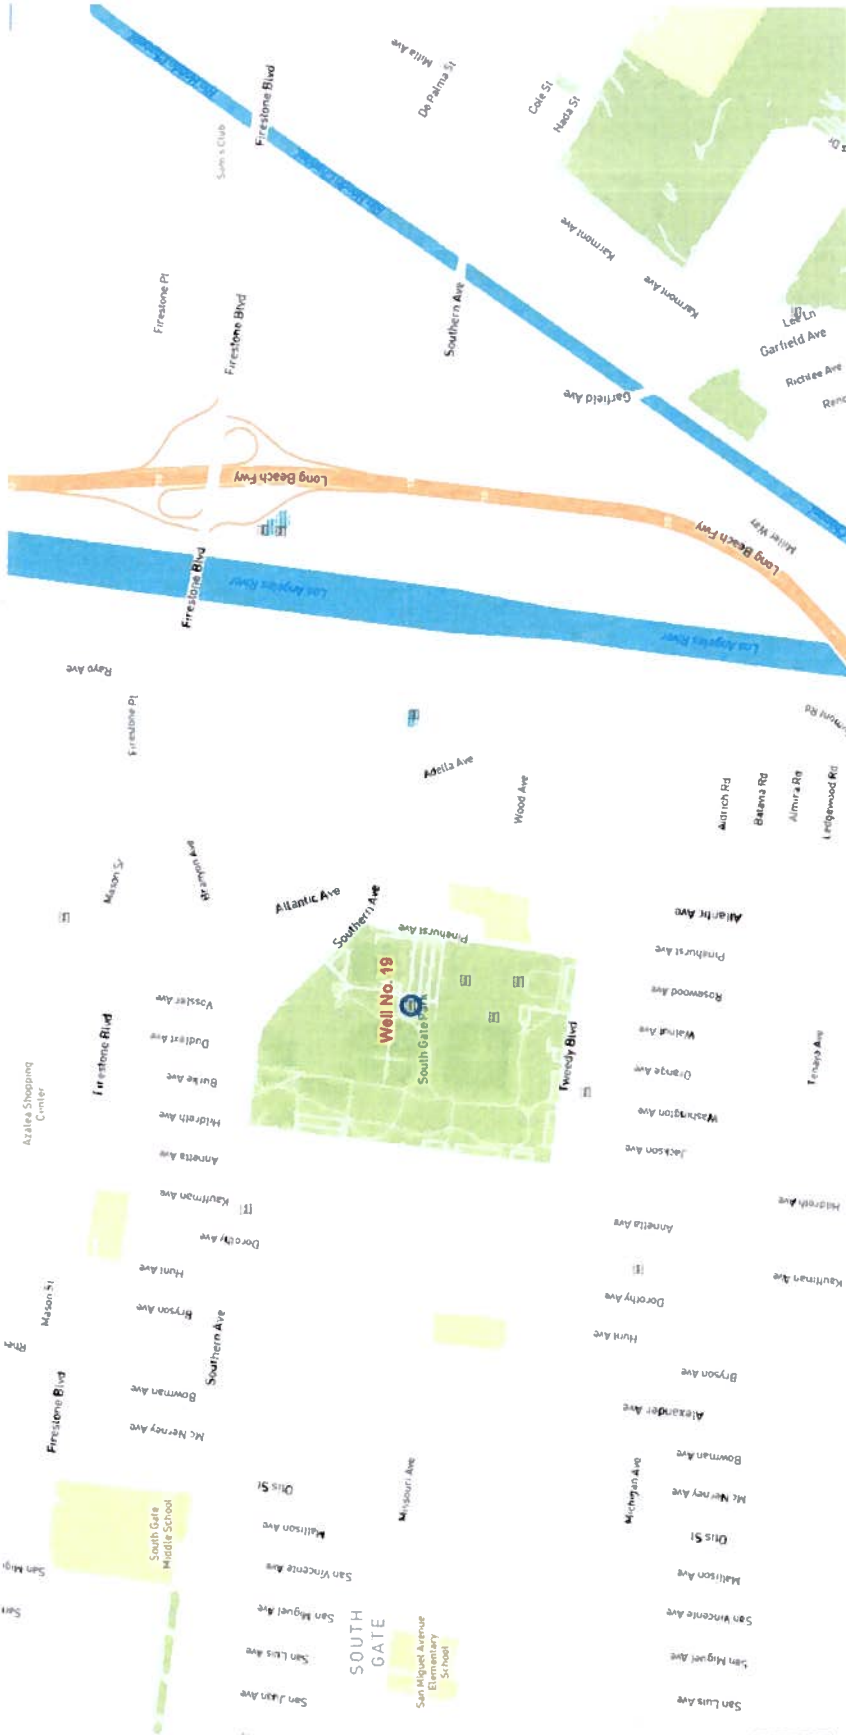 Milla Ave
De Palma St
Cole St
Nada St
Firestone Blvd
Karmont Ave
Karmont Ave
Firestone Pl
Firestone Blvd
Southern Ave
Lee Ln
Garfield Ave
Richlee Ave
Garfield Ave
Long Beach Fwy
Long Beach Fwy
Miller Way
Firestone Blvd
Los Angeles River
Los Angeles River
Rayo Ave
Firestone Pl
Adella Ave
Wood Ave
Aldrich Rd
Batavia Rd
Almira Rd
Ledgewood Rd
Mason St
Branyon Ave
Atlantic Ave
Southern Ave
Pinehurst Ave
Atlantic Ave
Pinehurst Ave
Rosewood Ave
Walnut Ave
Orange Ave
Washington Ave
Jackson Ave
Tenaya Ave
Well No. 19
South Gate Park
Tweedy Blvd
Vossler Ave
Dudlext Ave
Burke Ave
Hildreth Ave
Annetta Ave
Kauffman Ave
Dorothy Ave
Hunt Ave
Bryson Ave
Firestone Blvd
Azalea Shopping
Center
Annetta Ave
Hildreth Ave
Kauffman Ave
Dorothy Ave
Hunt Ave
Bryson Ave
Alexander Ave
Bowman Ave
Mc Nerney Ave
Otis St
Mallison Ave
San Vincente Ave
San Miguel Ave
San Luis Ave
Mason St
Southern Ave
Firestone Blvd
Bowman Ave
Mc Nerney Ave
Otis St
Mallison Ave
San Vincente Ave
San Miguel Ave
San Luis Ave
San Juan Ave
Missouri Ave
Michigan Ave
South Gate
Middle School
SOUTH
GATE
San Miguel Avenue
Elementary
School